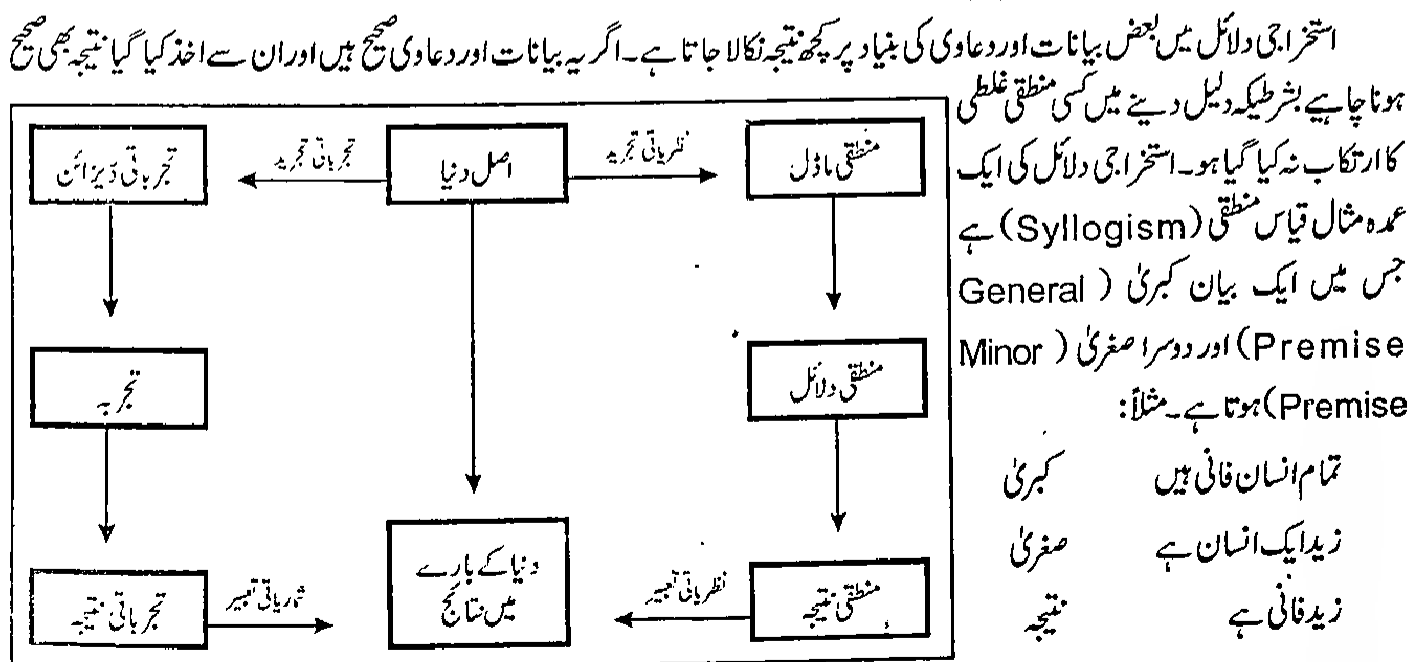 استخراجی دلائل میں بعض بیانات اور دعاوی کی بنیاد پر کچھ نتیجہ نکالا جاتا ہے۔ اگر یہ بیانات اور دعاوی صحیح ہیں اور ان سے اخذ کیا گیا نتیجہ بھی صحیح
ہونا چاہیے بشرطیکہ دلیل دینے میں کسی منطقی غلطی
کا ارتکاب نہ کیا گیا ہو۔ استخراجی دلائل کی ایک
عمدہ مثال قیاس منطقی (Syllogism) ہے
جس میں ایک بیان کبریٰ (General
Premise) اور دوسرا صغریٰ (Minor
Premise) ہوتا ہے۔ مثلاً:
تمام انسان فانی ہیں کبریٰ
زید ایک انسان ہے صغریٰ
زید فانی ہے نتیجہ
منطقی ماڈل نظریاتی تجرید اصل دنیا تجرباتی تجرید تجرباتی ڈیزائن
منطقی دلائل تجربہ
منطقی نتیجہ نظریاتی تعبیر دنیا کے بارے
میں نتائج
شماریاتی تعبیر تجرباتی نتیجہ